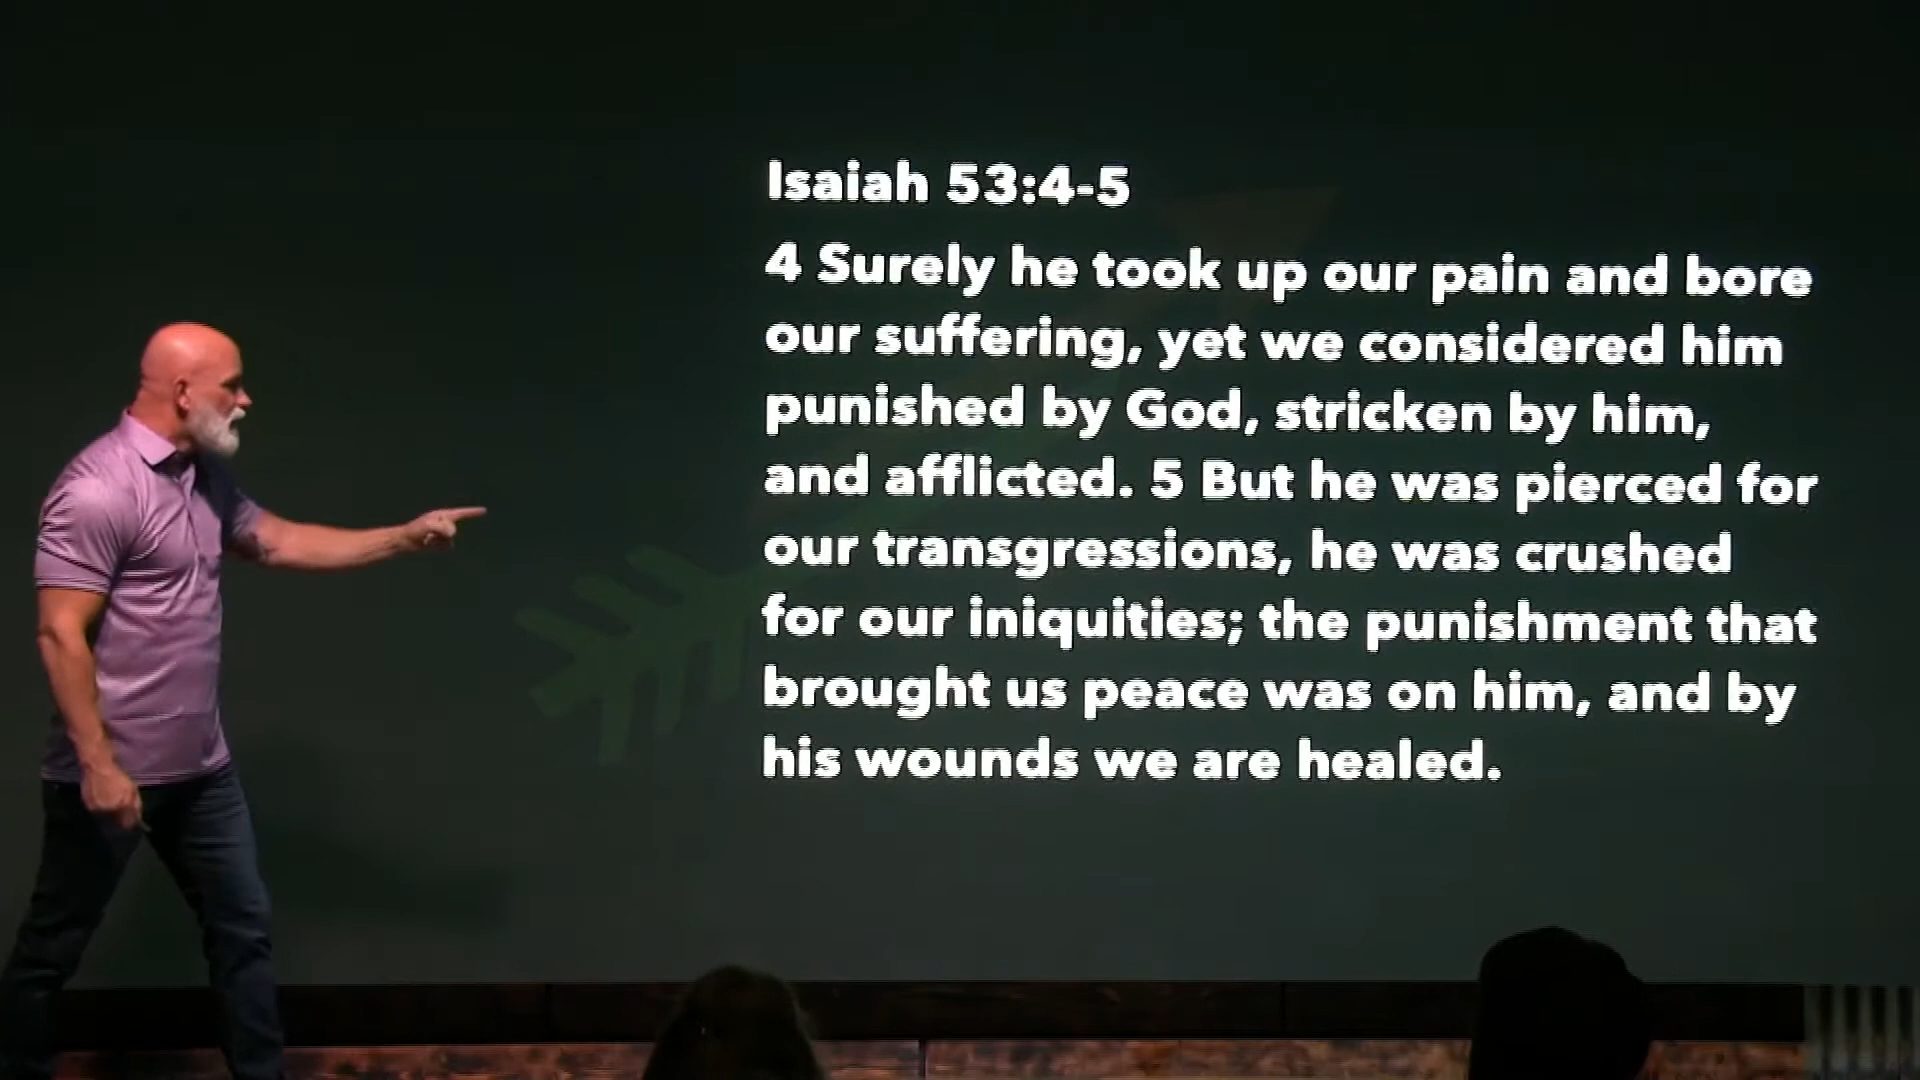 Isaiah 53:4-5
4 Surely he took up our pain and bore
our suffering, yet we considered him
punished by God, stricken by him,
and afflicted. 5 But he was pierced for
our transgressions, he was crushed
for our iniquities; the punishment that
brought us peace was on him, and by
his wounds we are healed.